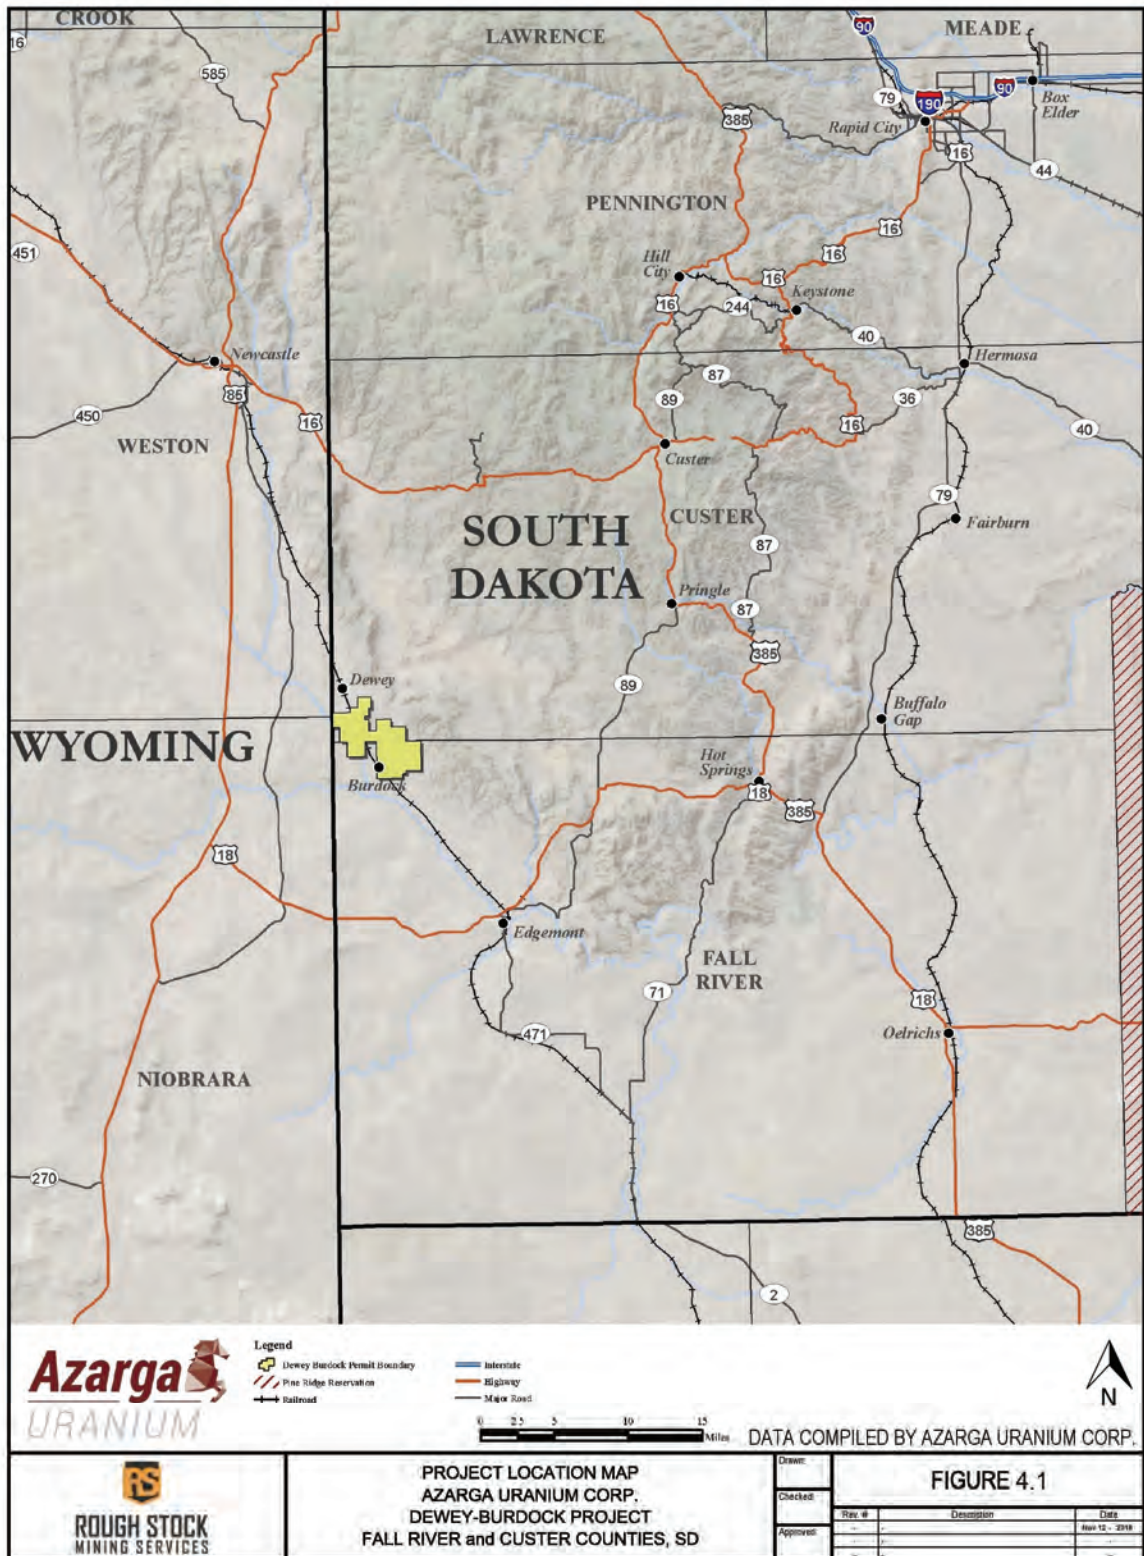 CROOK
LAWRENCE
MEADE
90
16
585
79
190
90
Box
Elder
385
Rapid City
16
44
PENNINGTON
451
16
16
Hill
City
16
Keystone
16
244
40
Newcastle
Hermosa
87
85
89
36
450
16
16
40
WESTON
Custer
79
SOUTH
DAKOTA
CUSTER
Fairburn
87
Pringle
87
385
Dewey
89
Buffalo
Gap
WYOMING
Hot
Springs
Burdock
18
385
18
Edgemont
FALL
RIVER
71
18
471
Oelrichs
NIOBRARA
270
385
2
Azarga
URANIUM
Legend
Dewey Burdock Permit Boundary
Pine Ridge Reservation
Railroad
Interstate
Highway
Major Road
0 2.5 5 10 15
Miles
N
DATA COMPILED BY AZARGA URANIUM CORP.
RS
ROUGH STOCK
MINING SERVICES
PROJECT LOCATION MAP
AZARGA URANIUM CORP.
DEWEY-BURDOCK PROJECT
FALL RIVER and CUSTER COUNTIES, SD
Drawn:
Checked:
Approved:
FIGURE 4.1
Rev. # Description Date
Nov 12 - 2018